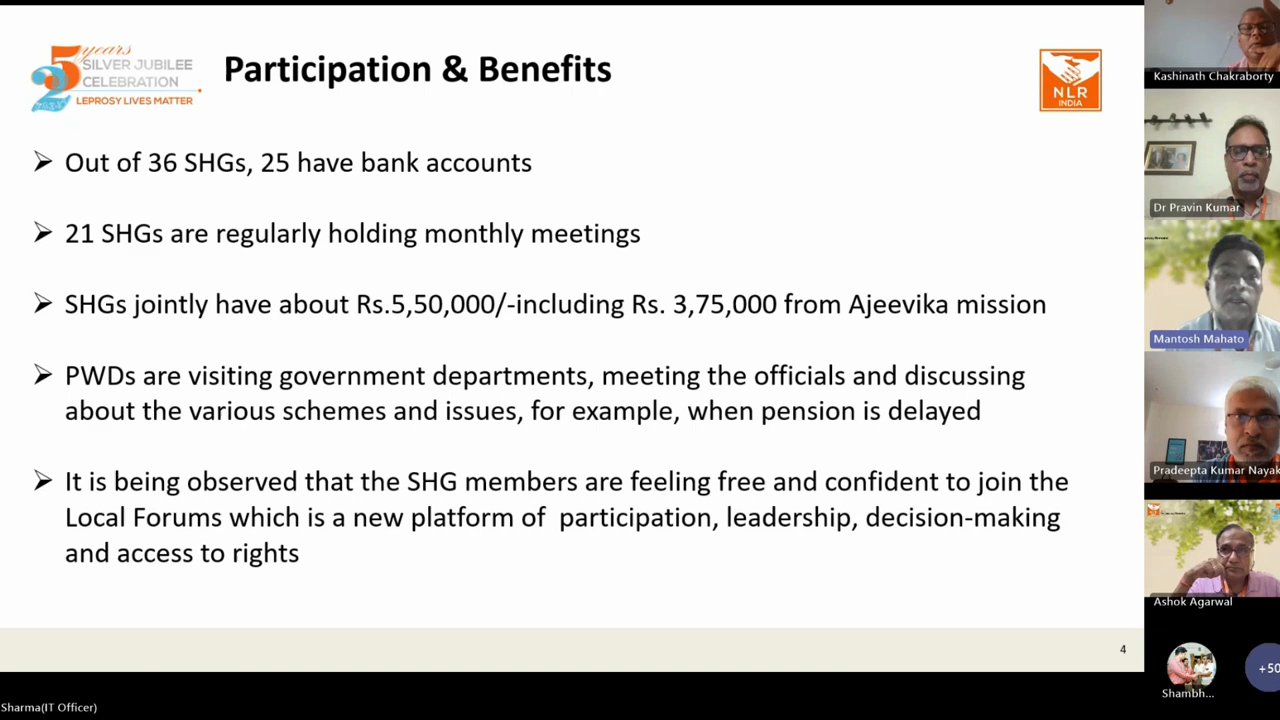 25 years
SILVER JUBILEE
CELEBRATION
LEPROSY LIVES MATTER
Participation & Benefits
NLR
INDIA
Out of 36 SHGs, 25 have bank accounts
21 SHGs are regularly holding monthly meetings
SHGs jointly have about Rs.5,50,000/-including Rs. 3,75,000 from Ajeevika mission
PWDs are visiting government departments, meeting the officials and discussing
about the various schemes and issues, for example, when pension is delayed
It is being observed that the SHG members are feeling free and confident to join the
Local Forums which is a new platform of participation, leadership, decision-making
and access to rights
4
Kashinath Chakraborty
Dr Pravin Kumar
Mantosh Mahato
Pradeepta Kumar Nayak
Ashok Agarwal
Shambh...
+50
Sharma(IT Officer)